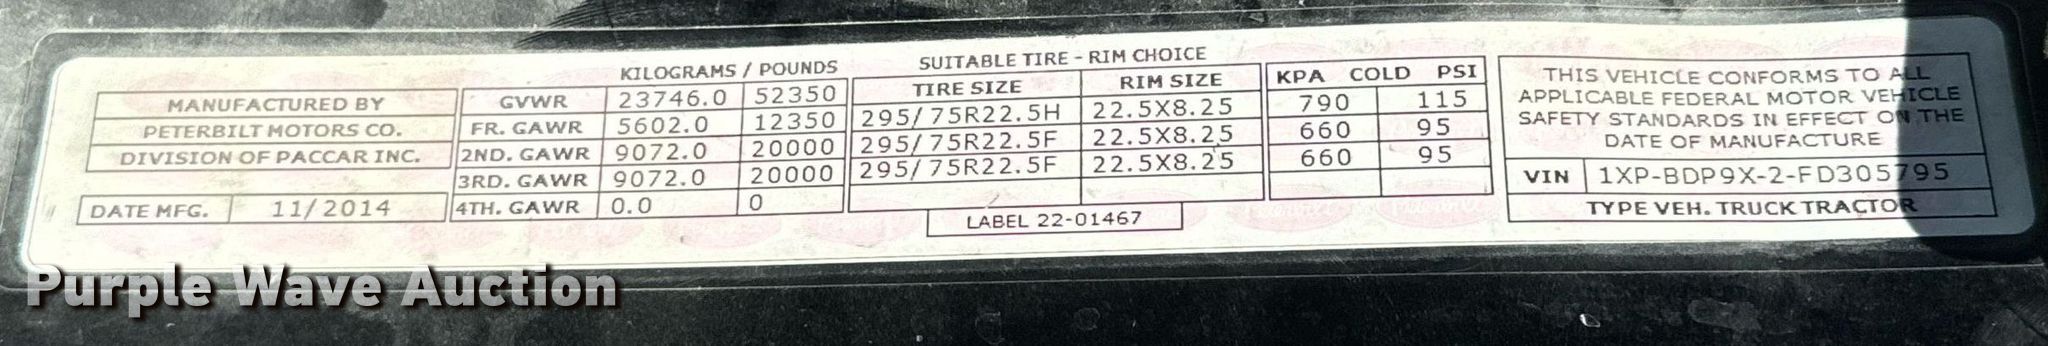 MANUFACTURED BY
PETERBILT MOTORS CO.
DIVISION OF PACCAR INC.
DATE MFG. 11/2014
KILOGRAMS / POUNDS
GVWR 23746.0 52350
FR. GAWR 5602.0 12350
2ND. GAWR 9072.0 20000
3RD. GAWR 9072.0 20000
4TH. GAWR 0.0 0
SUITABLE TIRE - RIM CHOICE
TIRE SIZE RIM SIZE
295/75R22.5H 22.5X8.25
295/75R22.5F 22.5X8.25
295/75R22.5F 22.5X8.25
LABEL 22-01467
KPA COLD PSI
790 115
660 95
660 95
THIS VEHICLE CONFORMS TO ALL
APPLICABLE FEDERAL MOTOR VEHICLE
SAFETY STANDARDS IN EFFECT ON THE
DATE OF MANUFACTURE
VIN 1XP-BDP9X-2-FD305795
TYPE VEH. TRUCK TRACTOR
Purple Wave Auction